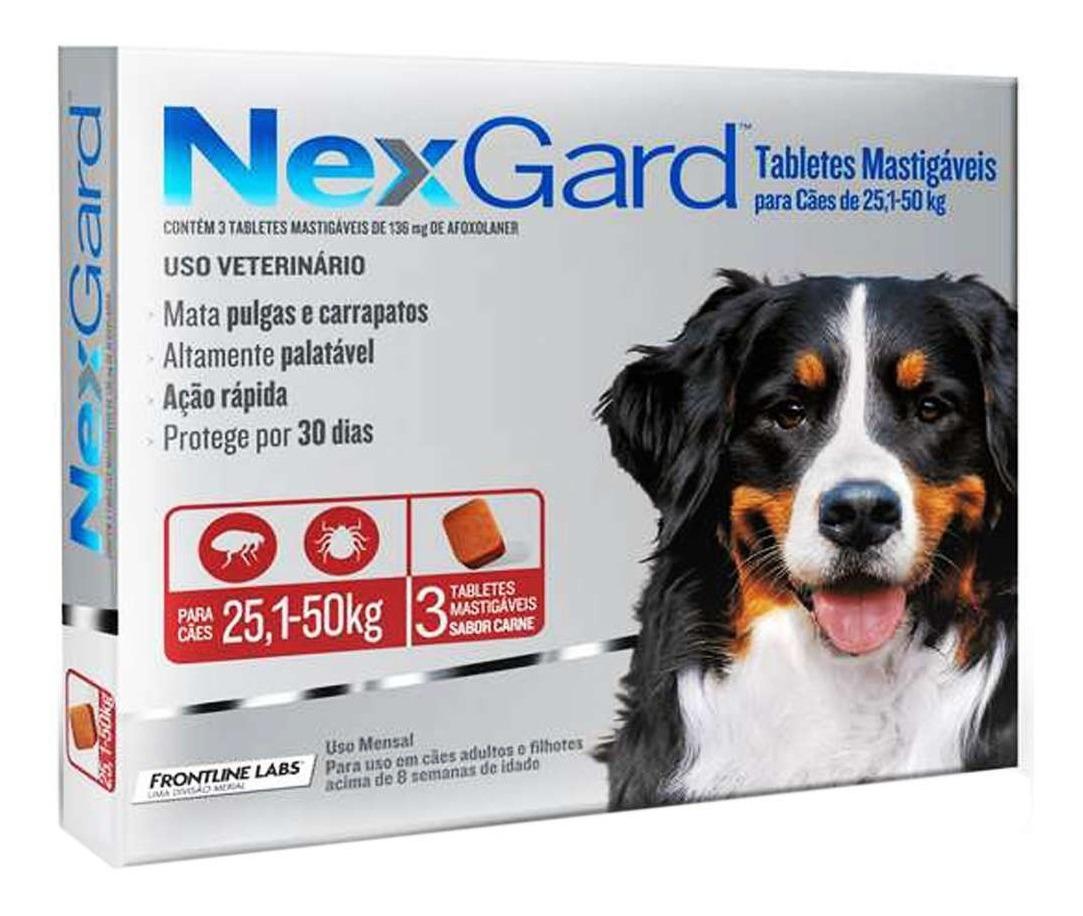 NexGard™
Tabletes Mastigáveis
para Cães de 25,1-50 kg
CONTÉM 3 TABLETES MASTIGÁVEIS DE 136 mg DE AFOXOLANER
USO VETERINÁRIO
Mata pulgas e carrapatos
Altamente palatável
Ação rápida
Protege por 30 dias
PARA
CÃES
25,1-50kg
3
TABLETES
MASTIGÁVEIS
SABOR CARNE
Uso Mensal
Para uso em cães adultos e filhotes
acima de 8 semanas de idade
FRONTLINE LABS
UMA DIVISÃO MERIAL
NexGard
25,1-50kg